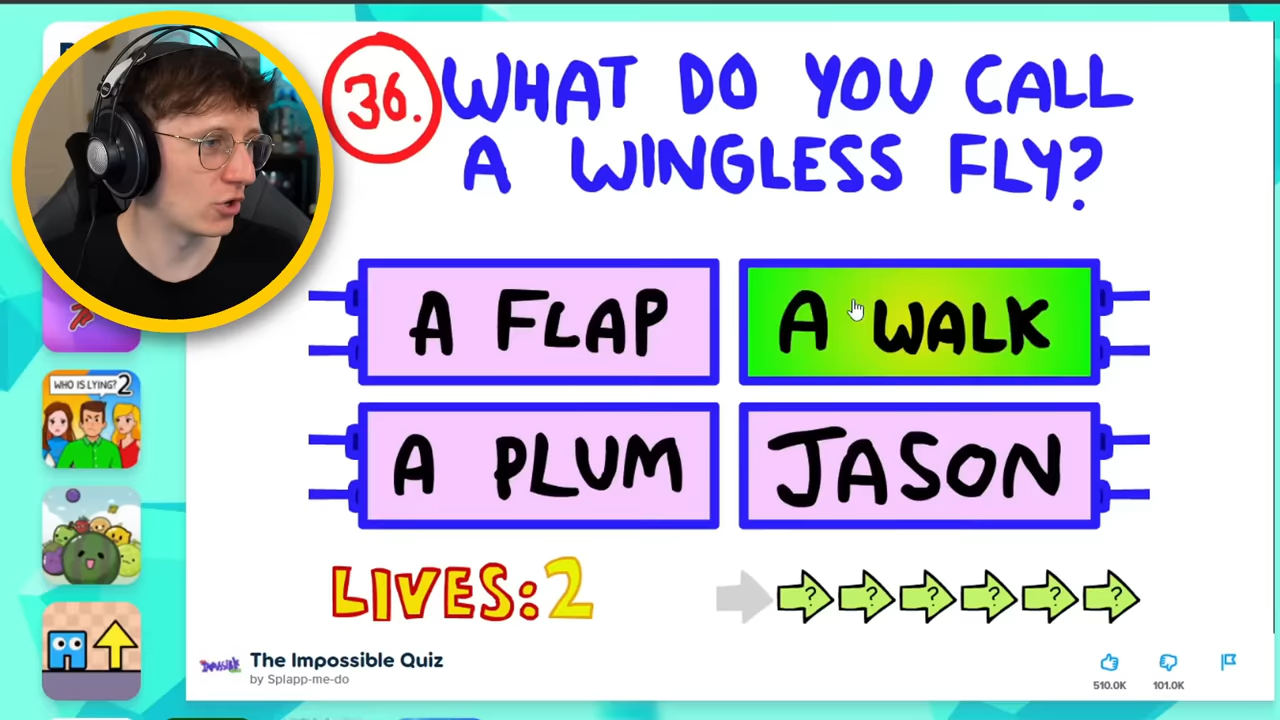 36. WHAT DO YOU CALL
A WINGLESS FLY?
A FLAP
A WALK
A PLUM
JASON
LIVES: 2
? ? ? ? ? ?
WHO IS LYING? 2
The Impossible Quiz
by Splapp-me-do
510.0K
101.0K